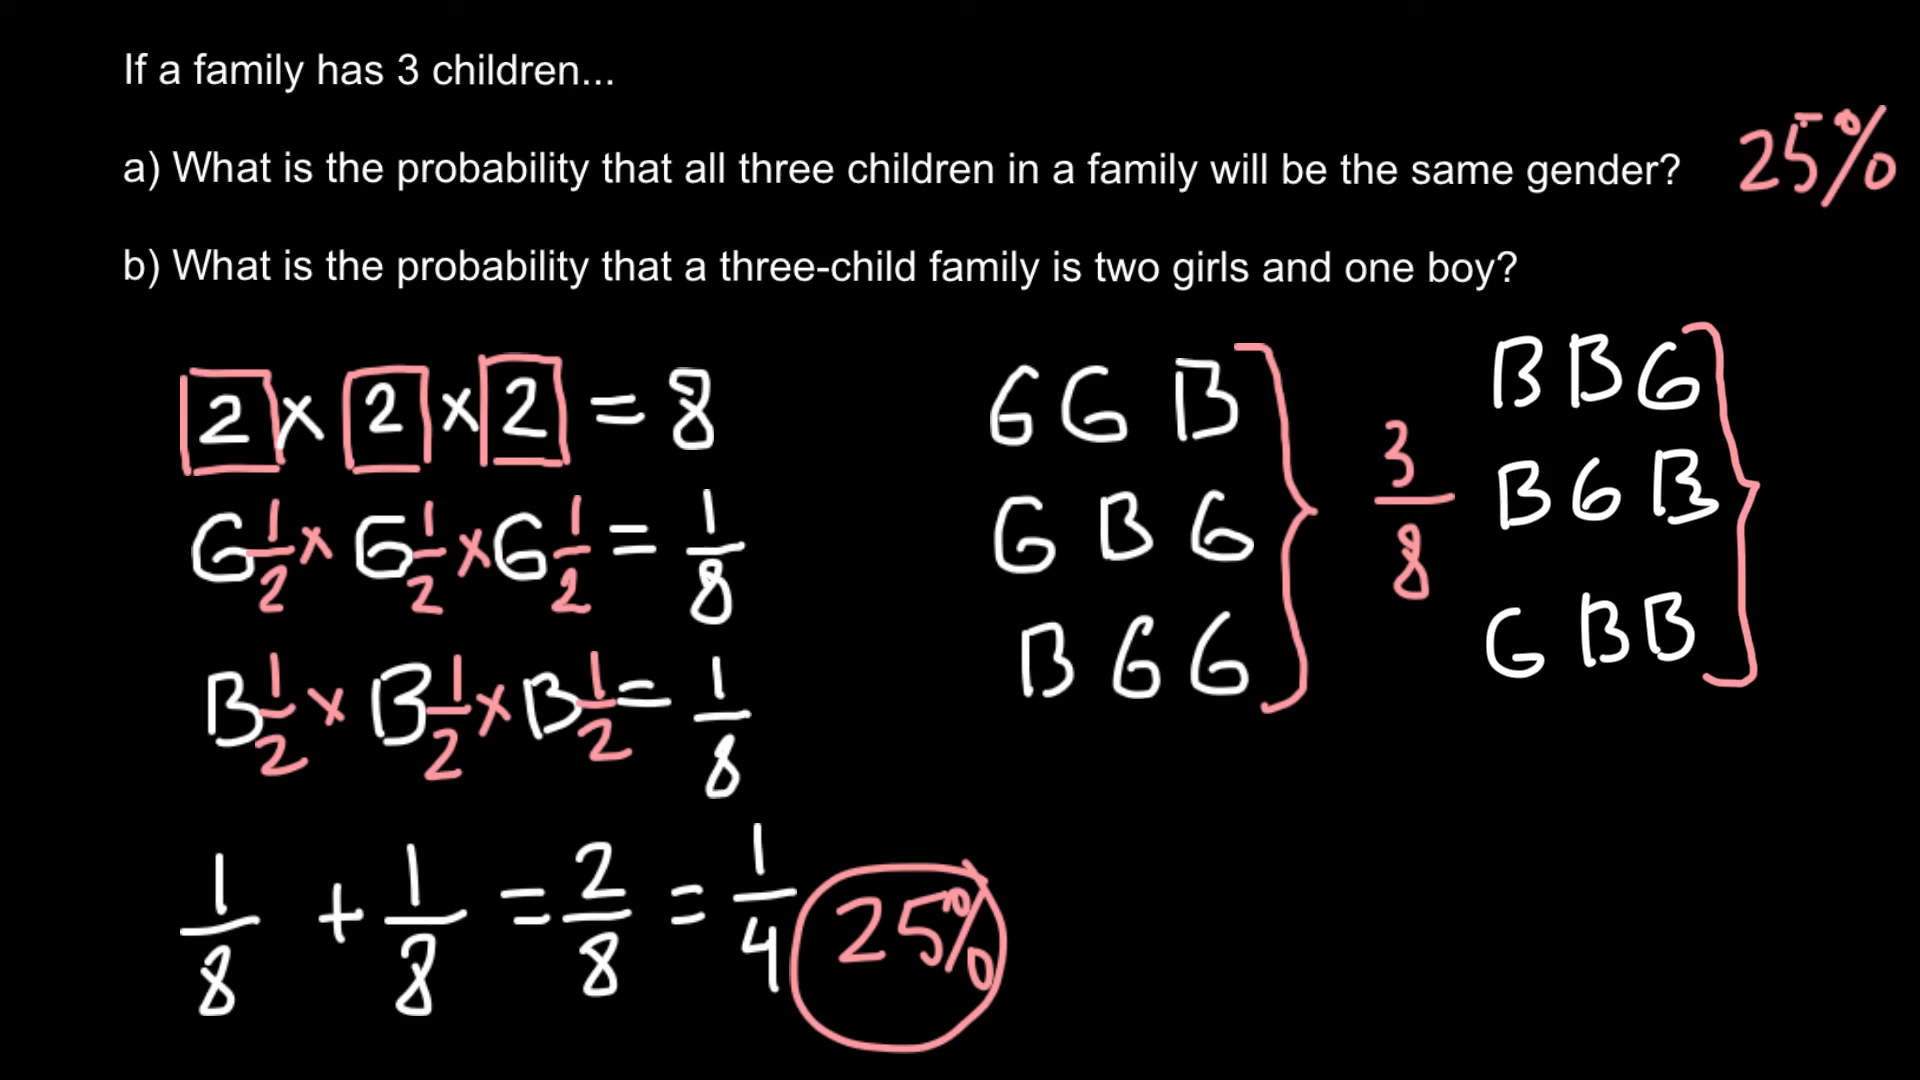 If a family has 3 children...
a) What is the probability that all three children in a family will be the same gender? 25%
b) What is the probability that a three-child family is two girls and one boy?
2 × 2 × 2 = 8
G 1/2 × G 1/2 × G 1/2 = 1/8
B 1/2 × B 1/2 × B 1/2 = 1/8
1/8 + 1/8 = 2/8 = 1/4 25%
G G B
G B G
B G G
3/8
B B G
B G B
G B B